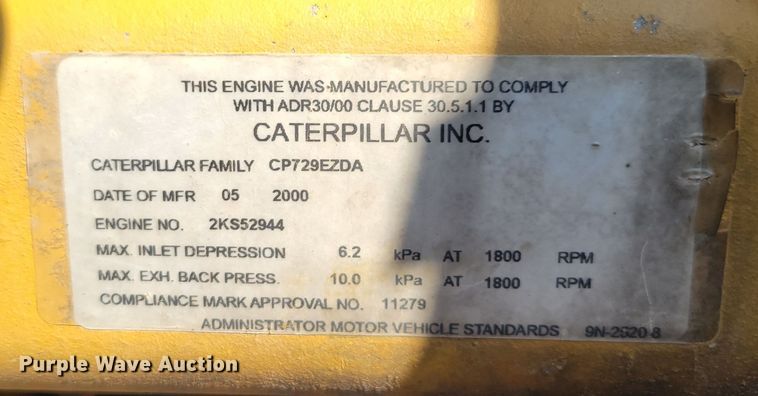 THIS ENGINE WAS MANUFACTURED TO COMPLY
WITH ADR30/00 CLAUSE 30.5.1.1 BY
CATERPILLAR INC.
CATERPILLAR FAMILY CP729EZDA
DATE OF MFR 05 2000
ENGINE NO. 2KS52944
MAX. INLET DEPRESSION 6.2 kPa AT 1800 RPM
MAX. EXH. BACK PRESS. 10.0 kPa AT 1800 RPM
COMPLIANCE MARK APPROVAL NO. 11279
ADMINISTRATOR MOTOR VEHICLE STANDARDS
Purple Wave Auction